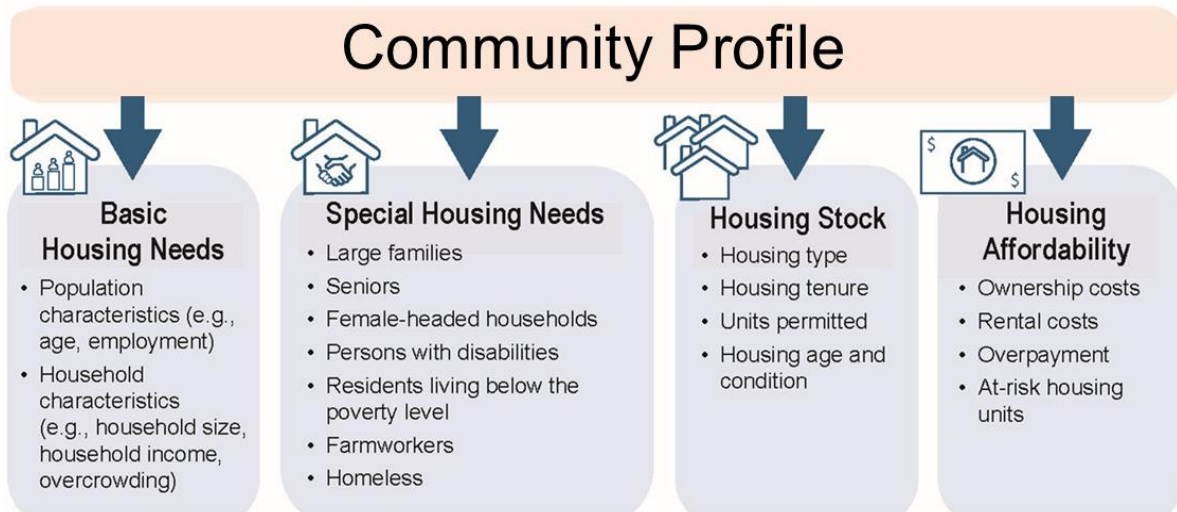 Community Profile
Basic
Housing Needs
• Population
characteristics (e.g.,
age, employment)
• Household
characteristics
(e.g., household size,
household income,
overcrowding)
Special Housing Needs
• Large families
• Seniors
• Female-headed households
• Persons with disabilities
• Residents living below the
poverty level
• Farmworkers
• Homeless
Housing Stock
• Housing type
• Housing tenure
• Units permitted
• Housing age and
condition
$
$
Housing
Affordability
• Ownership costs
• Rental costs
• Overpayment
• At-risk housing
units